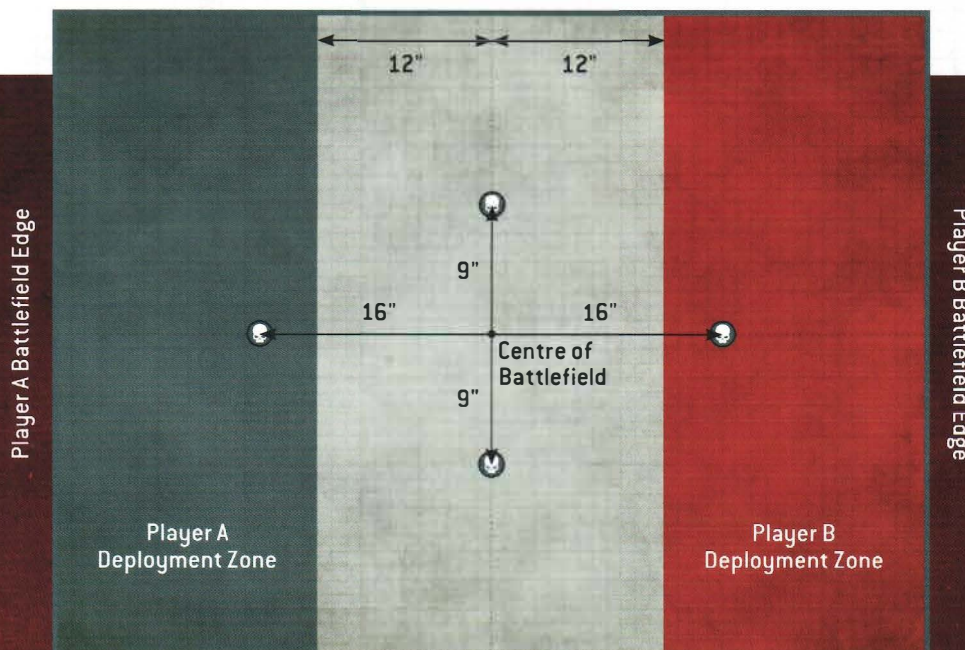 12" 12"
9"
16" 16"
Centre of
Battlefield
9"
Player A Battlefield Edge
Player B Battlefield Edge
Player A
Deployment Zone
Player B
Deployment Zone